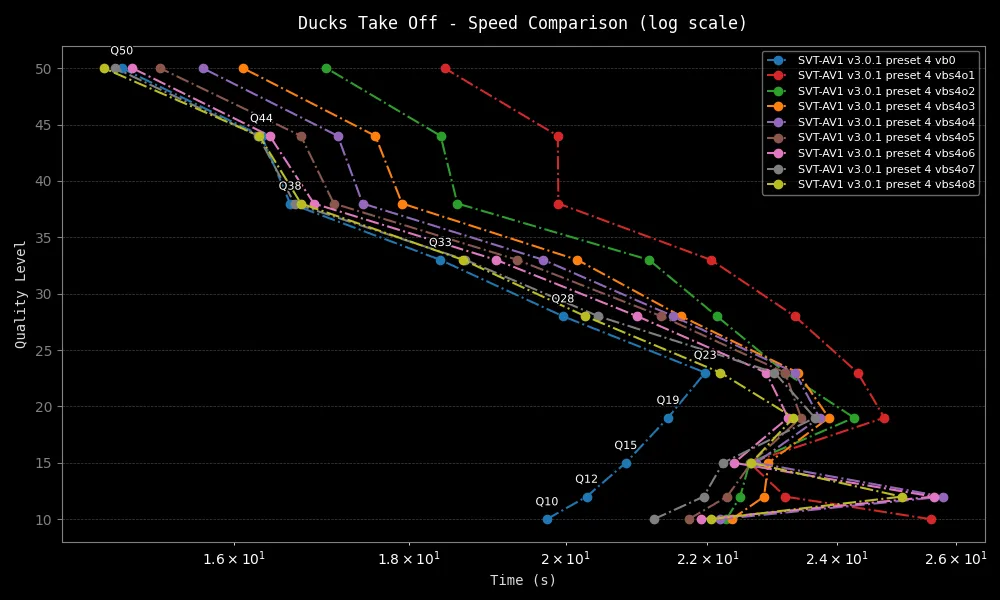 Ducks Take Off - Speed Comparison (log scale)
SVT-AV1 v3.0.1 preset 4 vb0
SVT-AV1 v3.0.1 preset 4 vbs4o1
SVT-AV1 v3.0.1 preset 4 vbs4o2
SVT-AV1 v3.0.1 preset 4 vbs4o3
SVT-AV1 v3.0.1 preset 4 vbs4o4
SVT-AV1 v3.0.1 preset 4 vbs4o5
SVT-AV1 v3.0.1 preset 4 vbs4o6
SVT-AV1 v3.0.1 preset 4 vbs4o7
SVT-AV1 v3.0.1 preset 4 vbs4o8
Quality Level
50
45
40
35
30
25
20
15
10
Q50
Q44
Q38
Q33
Q28
Q23
Q19
Q15
Q12
Q10
1.6 × 10¹
1.8 × 10¹
2 × 10¹
2.2 × 10¹
2.4 × 10¹
2.6 × 10¹
Time (s)